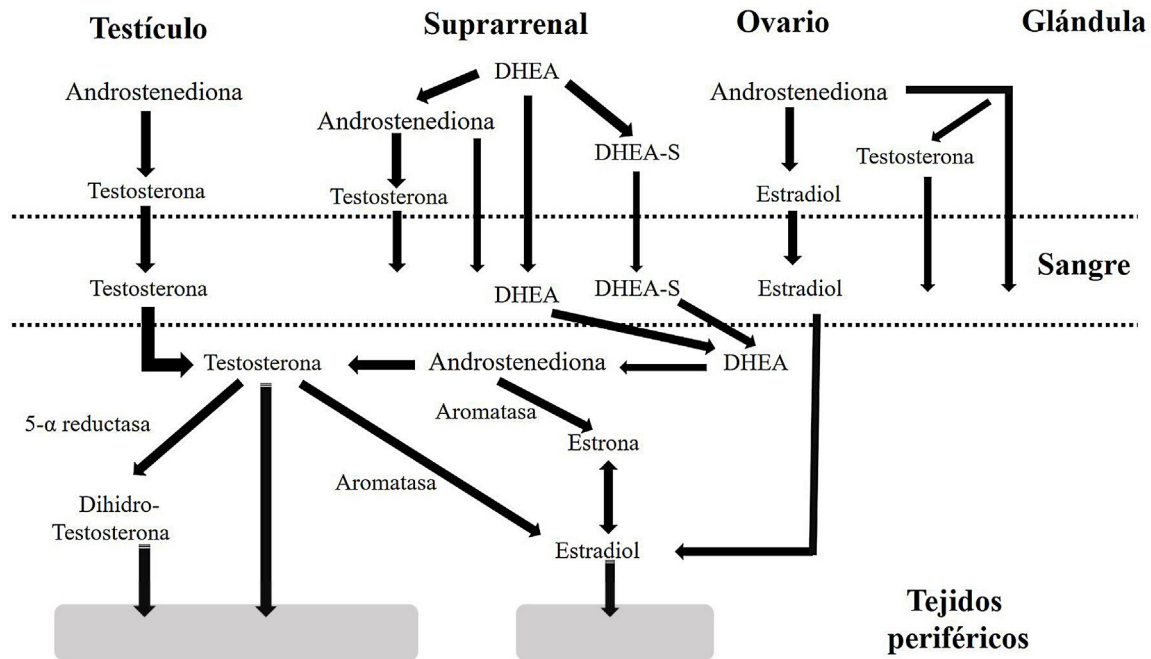 Testículo
Suprarrenal
Ovario
Glándula
Androstenediona
DHEA
Androstenediona
Androstenediona
DHEA-S
Testosterona
Testosterona
Testosterona
Estradiol
Sangre
Testosterona
DHEA
DHEA-S
Estradiol
Testosterona
Androstenediona
DHEA
5-α reductasa
Aromatasa
Estrona
Aromatasa
Dihidro-
Testosterona
Estradiol
Tejidos
periféricos